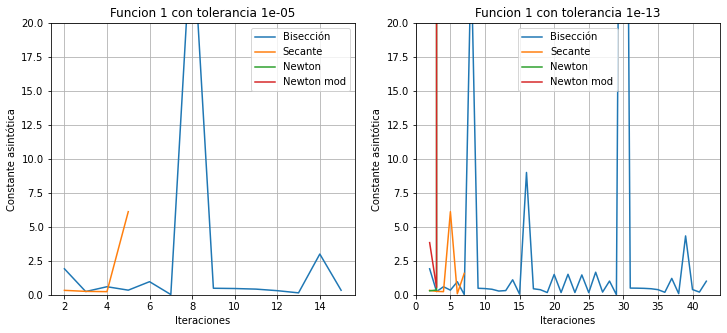 Funcion 1 con tolerancia 1e-05
20.0
17.5
15.0
12.5
10.0
7.5
5.0
2.5
0.0
Constante asintótica
2 4 6 8 10 12 14
Iteraciones
Bisección
Secante
Newton
Newton mod
Funcion 1 con tolerancia 1e-13
20.0
17.5
15.0
12.5
10.0
7.5
5.0
2.5
0.0
Constante asintótica
0 5 10 15 20 25 30 35 40
Iteraciones
Bisección
Secante
Newton
Newton mod